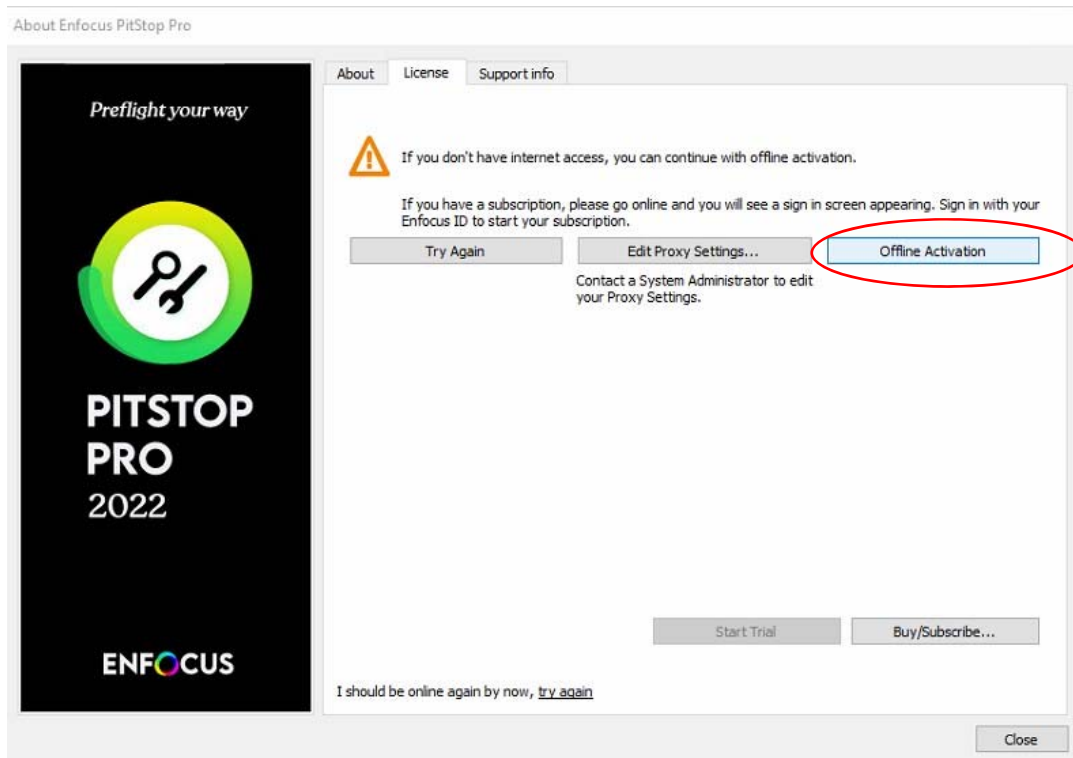 About Enfocus PitStop Pro
Preflight your way
PITSTOP
PRO
2022
ENFOCUS
About
License
Support info
If you don't have internet access, you can continue with offline activation.
If you have a subscription, please go online and you will see a sign in screen appearing. Sign in with your
Enfocus ID to start your subscription.
Try Again
Edit Proxy Settings...
Offline Activation
Contact a System Administrator to edit
your Proxy Settings.
Start Trial
Buy/Subscribe...
I should be online again by now, try again
Close